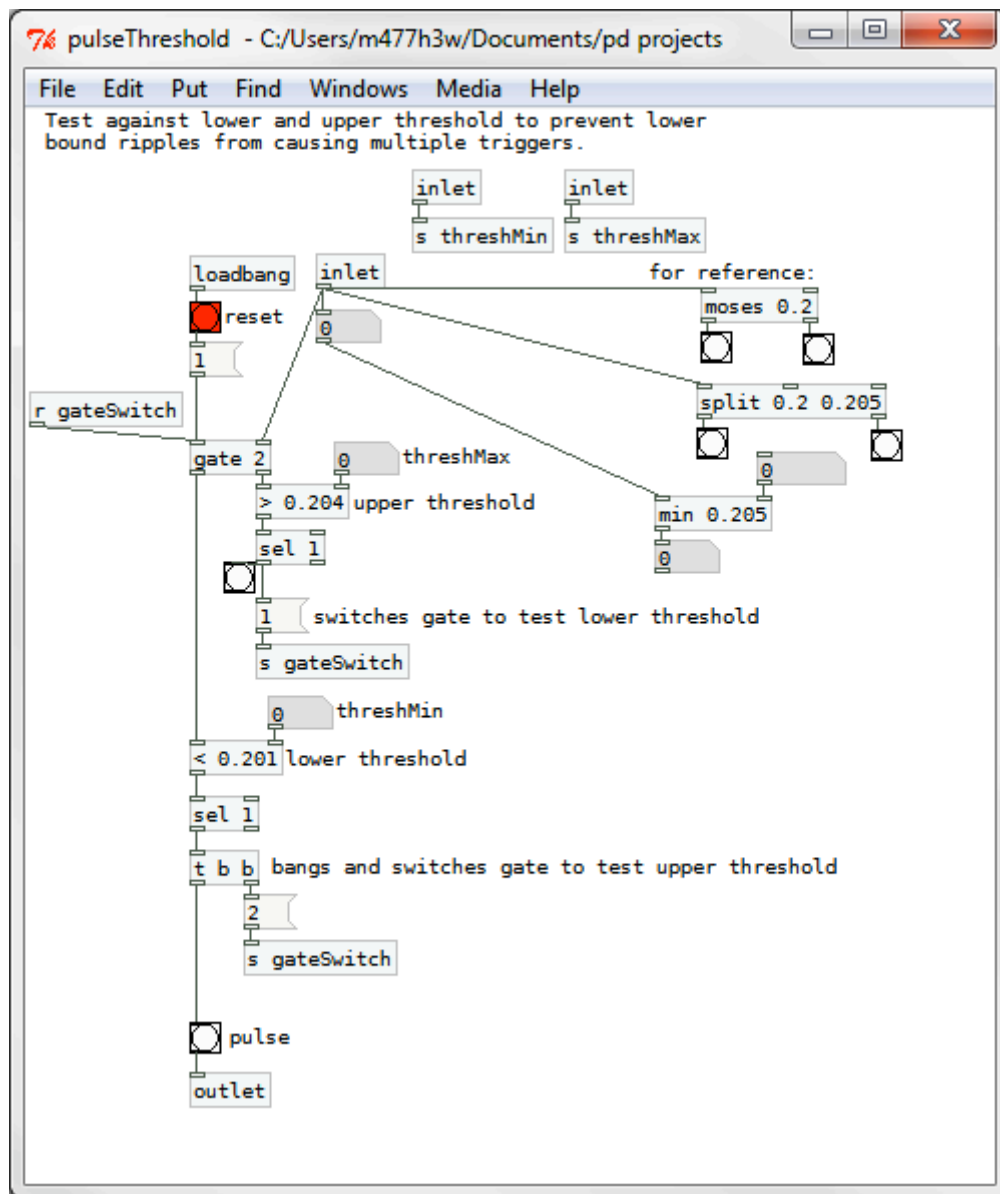 pulseThreshold - C:/Users/m477h3w/Documents/pd projects
File Edit Put Find Windows Media Help
Test against lower and upper threshold to prevent lower
bound ripples from causing multiple triggers.
inlet inlet
s threshMin s threshMax
loadbang inlet for reference:
moses 0.2
reset 0
1
split 0.2 0.205
r gateSwitch
gate 2 0 threshMax 0
> 0.204 upper threshold
min 0.205
sel 1
0
1 switches gate to test lower threshold
s gateSwitch
0 threshMin
< 0.201 lower threshold
sel 1
t b b bangs and switches gate to test upper threshold
2
s gateSwitch
pulse
outlet